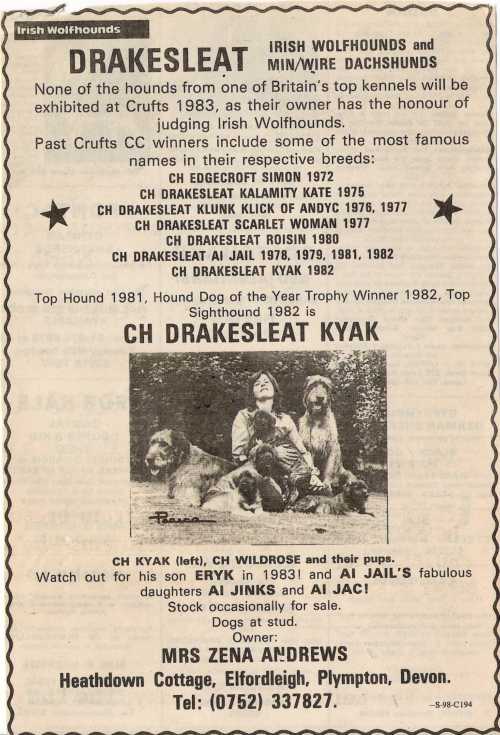 Irish Wolfhounds
DRAKESLEAT IRISH WOLFHOUNDS and
MIN/WIRE DACHSHUNDS
None of the hounds from one of Britain's top kennels will be
exhibited at Crufts 1983, as their owner has the honour of
judging Irish Wolfhounds.
Past Crufts CC winners include some of the most famous
names in their respective breeds:
CH EDGECROFT SIMON 1972
CH DRAKESLEAT KALAMITY KATE 1975
CH DRAKESLEAT KLUNK KLICK OF ANDYC 1976, 1977
CH DRAKESLEAT SCARLET WOMAN 1977
CH DRAKESLEAT ROISIN 1980
CH DRAKESLEAT AI JAIL 1978, 1979, 1981, 1982
CH DRAKESLEAT KYAK 1982
Top Hound 1981, Hound Dog of the Year Trophy Winner 1982, Top
Sighthound 1982 is
CH DRAKESLEAT KYAK
Pearce
CH KYAK (left), CH WILDROSE and their pups.
Watch out for his son ERYK in 1983! and AI JAIL'S fabulous
daughters AI JINKS and AI JAC!
Stock occasionally for sale.
Dogs at stud.
Owner:
MRS ZENA ANDREWS
Heathdown Cottage, Elfordleigh, Plympton, Devon.
Tel: (0752) 337827.
–S-98-C194